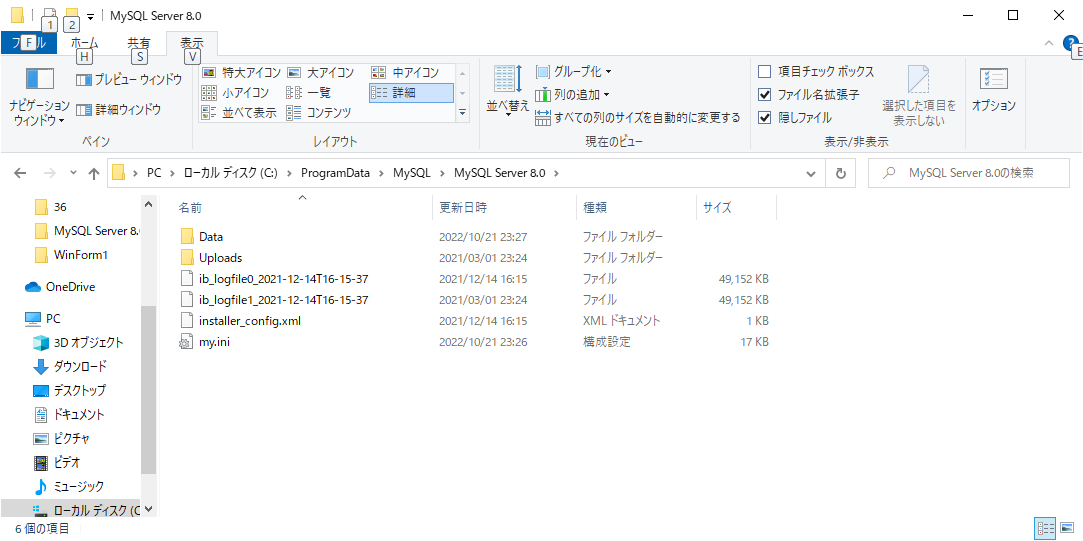 MySQL Server 8.0
1 2
ファイル ホーム 共有 表示
F H S V E
ナビゲーション ウィンドウ
プレビュー ウィンドウ
詳細ウィンドウ
ペイン
特大アイコン 大アイコン 中アイコン
小アイコン 一覧 詳細
並べて表示 コンテンツ
レイアウト
並べ替え
グループ化
列の追加
すべての列のサイズを自動的に変更する
現在のビュー
項目チェック ボックス
ファイル名拡張子
隠しファイル
選択した項目を
表示しない
表示/非表示
オプション
PC ローカル ディスク (C:) ProgramData MySQL MySQL Server 8.0
MySQL Server 8.0の検索
36
MySQL Server 8.
WinForm1
OneDrive
PC
3D オブジェクト
ダウンロード
デスクトップ
ドキュメント
ピクチャ
ビデオ
ミュージック
ローカル ディスク (C
名前 更新日時 種類 サイズ
Data 2022/10/21 23:27 ファイル フォルダー
Uploads 2021/03/01 23:24 ファイル フォルダー
ib_logfile0_2021-12-14T16-15-37 2021/12/14 16:15 ファイル 49,152 KB
ib_logfile1_2021-12-14T16-15-37 2021/03/01 23:24 ファイル 49,152 KB
installer_config.xml 2021/12/14 16:15 XML ドキュメント 1 KB
my.ini 2022/10/21 23:26 構成設定 17 KB
6 個の項目